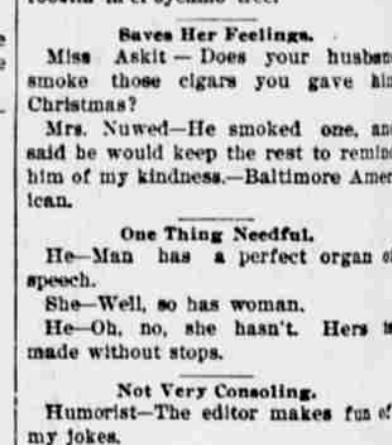 Saves Her Feelings.
Miss Askit — Does your husban
smoke those cigars you gave him
Christmas?
Mrs. Nuwed—He smoked one, and
said he would keep the rest to remin
him of my kindness.—Baltimore Amer
ican.
One Thing Needful.
He—Man has a perfect organ of
speech.
She—Well, so has woman.
He—Oh, no, she hasn't. Hers is
made without stops.
Not Very Consoling.
Humorist—The editor makes fun of
my jokes.